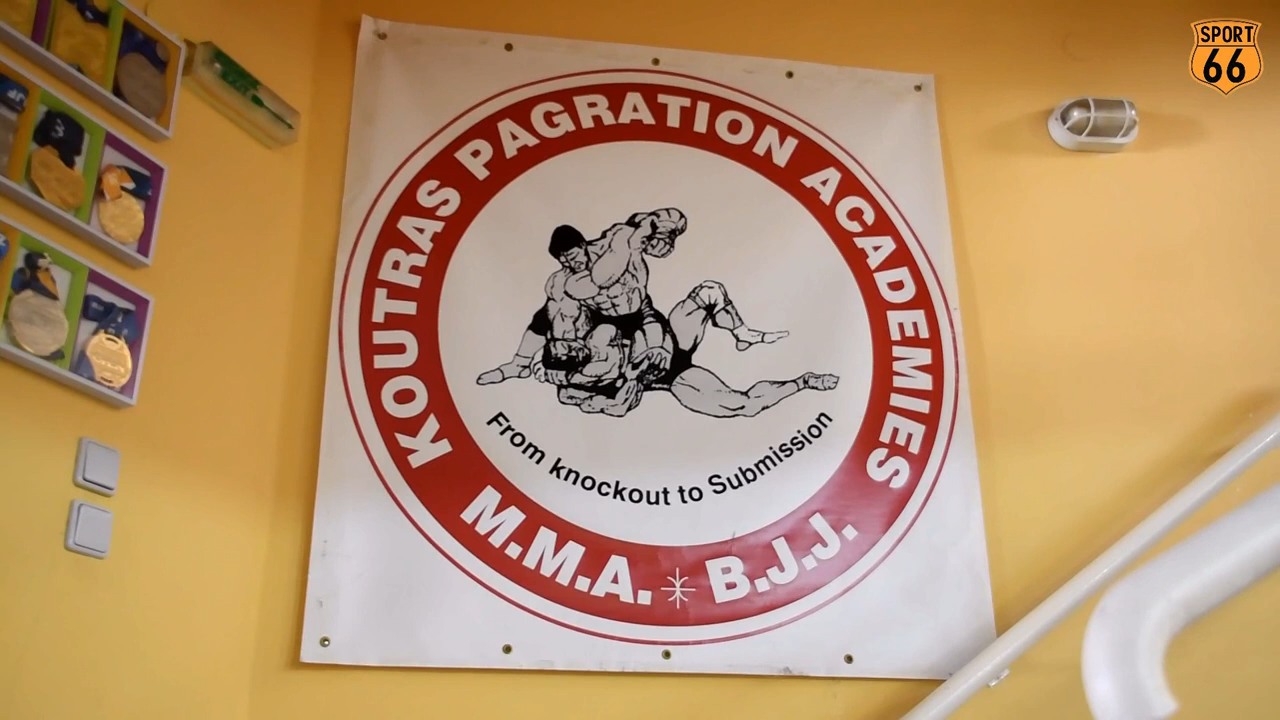 SPORT
66
KOUTRAS PAGRATION ACADEMIES
From knockout to Submission
M.M.A. B.J.J.